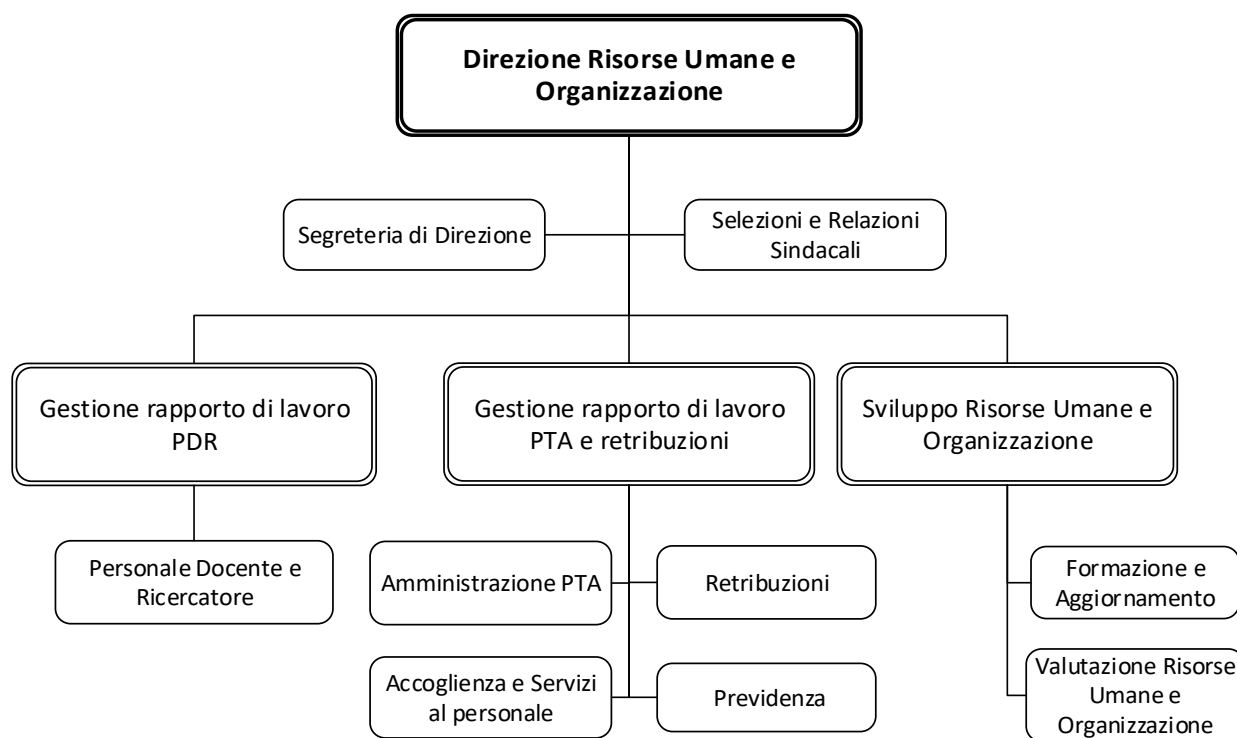 Direzione Risorse Umane e
Organizzazione
Segreteria di Direzione
Selezioni e Relazioni
Sindacali
Gestione rapporto di lavoro
PDR
Gestione rapporto di lavoro
PTA e retribuzioni
Sviluppo Risorse Umane e
Organizzazione
Personale Docente e
Ricercatore
Amministrazione PTA
Retribuzioni
Formazione e
Aggiornamento
Accoglienza e Servizi
al personale
Previdenza
Valutazione Risorse
Umane e
Organizzazione